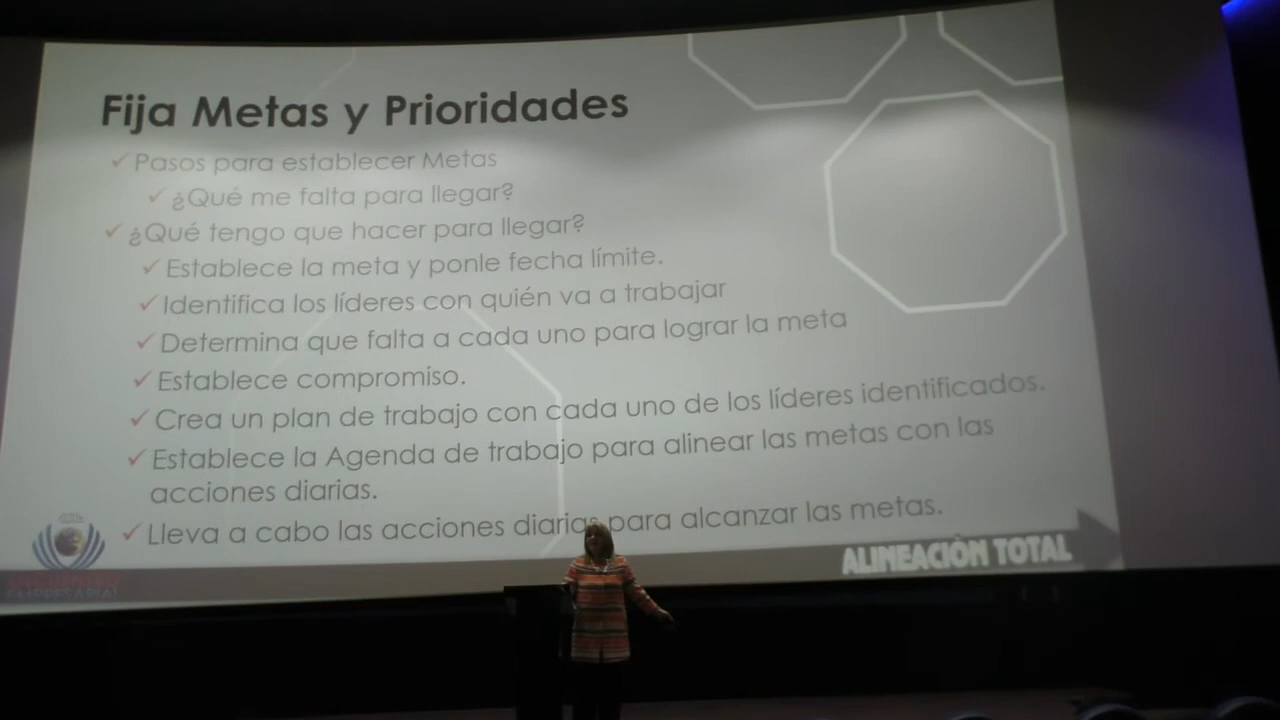 Fija Metas y Prioridades
Pasos para establecer Metas
¿Qué me falta para llegar?
¿Qué tengo que hacer para llegar?
Establece la meta y ponle fecha límite.
Identifica los líderes con quién va a trabajar
Determina que falta a cada uno para lograr la meta
Establece compromiso.
Crea un plan de trabajo con cada uno de los líderes identificados.
Establece la Agenda de trabajo para alinear las metas con las
acciones diarias.
Lleva a cabo las acciones diarias para alcanzar las metas.
ALINEACIÓN TOTAL
EMPRESARIAL